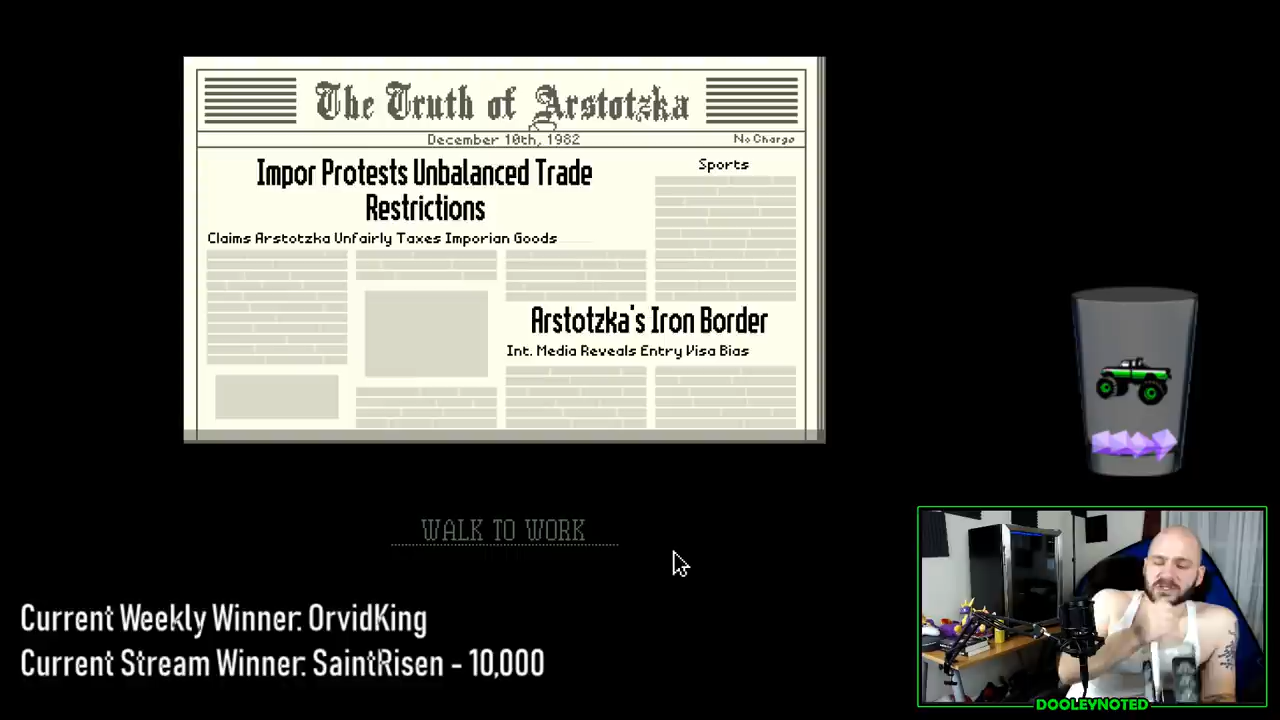 The Truth of Arstotzka
December 10th, 1982
No Charge
Impor Protests Unbalanced Trade
Restrictions
Claims Arstotzka Unfairly Taxes Imporian Goods
Sports
Arstotzka's Iron Border
Int. Media Reveals Entry Visa Bias
WALK TO WORK
Current Weekly Winner: OrvidKing
Current Stream Winner: SaintRisen - 10,000
DOOLEYNOTED